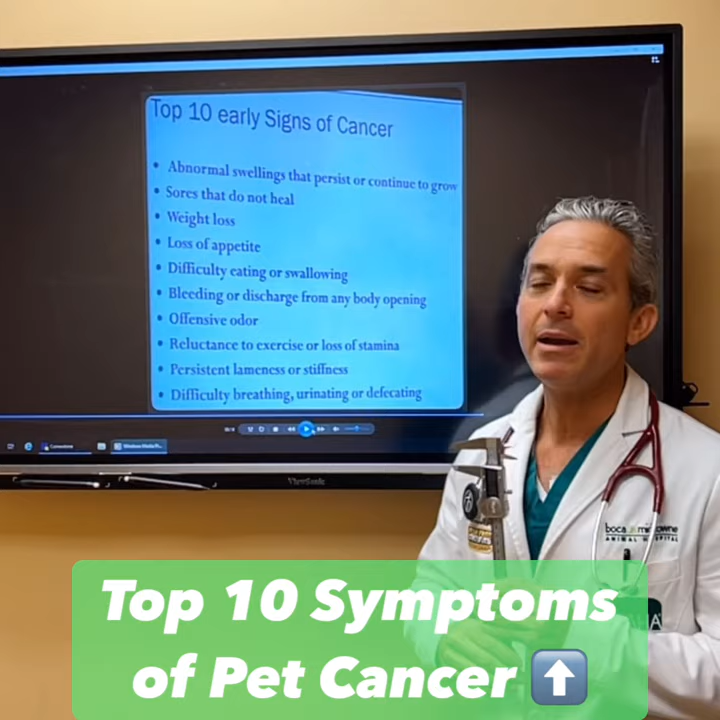 Top 10 early Signs of Cancer
• Abnormal swellings that persist or continue to grow
• Sores that do not heal
• Weight loss
• Loss of appetite
• Difficulty eating or swallowing
• Bleeding or discharge from any body opening
• Offensive odor
• Reluctance to exercise or loss of stamina
• Persistent lameness or stiffness
• Difficulty breathing, urinating or defecating
ViewSonic
ANIMAL HOSPITAL
Top 10 Symptoms
of Pet Cancer ⬆️